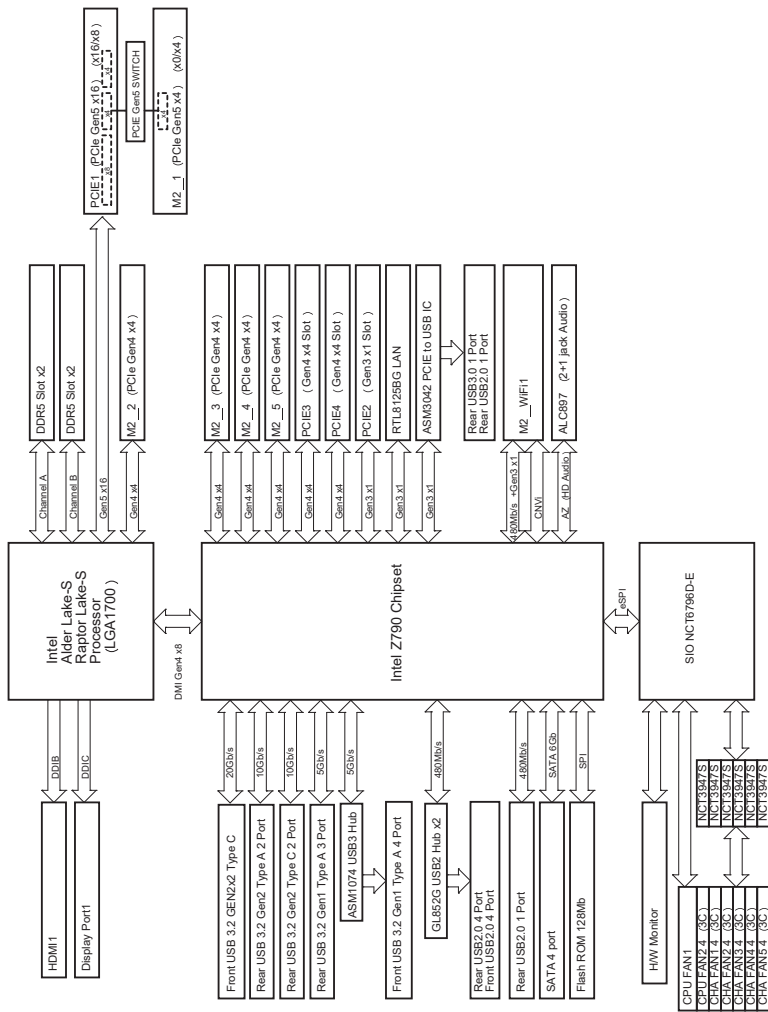 PCIE1 (PCIe Gen5 x16) (x16/x8)
x8
x4
x4
PCIE Gen5 SWITCH
x4
M2_1 (PCIe Gen5 x4) (x0/x4)
DDR5 Slot x2
DDR5 Slot x2
M2_2 (PCIe Gen4 x4)
Channel A
Channel B
Gen5 x16
Gen4 x4
Intel
Alder Lake-S
Raptor Lake-S
Processor
(LGA1700)
DDIB
DDIC
HDMI1
Display Port1
DMI Gen4 x8
M2_3 (PCIe Gen4 x4)
M2_4 (PCIe Gen4 x4)
M2_5 (PCIe Gen4 x4)
PCIE3 (Gen4 x4 Slot)
PCIE4 (Gen4 x4 Slot)
PCIE2 (Gen3 x1 Slot)
RTL8125BG LAN
ASM3042 PCIE to USB IC
Rear USB3.0 1 Port
Rear USB2.0 1 Port
M2_WiFi1
ALC897 (2+1 jack Audio)
Gen4 x4
Gen4 x4
Gen4 x4
Gen4 x4
Gen4 x4
Gen3 x1
Gen3 x1
Gen3 x1
480Mb/s +Gen3 x1
CNVi
AZ (HD Audio)
Intel Z790 Chipset
20Gb/s
10Gb/s
10Gb/s
5Gb/s
5Gb/s
480Mb/s
480Mb/s
SATA 6Gb
SPI
Front USB 3.2 GEN2x2 Type C
Rear USB 3.2 Gen2 Type A 2 Port
Rear USB 3.2 Gen2 Type C 2 Port
Rear USB 3.2 Gen1 Type A 3 Port
ASM1074 USB3 Hub
Front USB 3.2 Gen1 Type A 4 Port
GL852G USB2 Hub x2
Rear USB2.0 4 Port
Front USB2.0 4 Port
Rear USB2.0 1 Port
SATA 4 port
Flash ROM 128Mb
eSPI
SIO NCT6796D-E
H/W Monitor
CPU FAN1
CPU FAN2 4 (3C)
CHA FAN1 4 (3C)
CHA FAN2 4 (3C)
CHA FAN3 4 (3C)
CHA FAN4 4 (3C)
CHA FAN5 4 (3C)
NCT3947S
NCT3947S
NCT3947S
NCT3947S
NCT3947S
NCT3947S